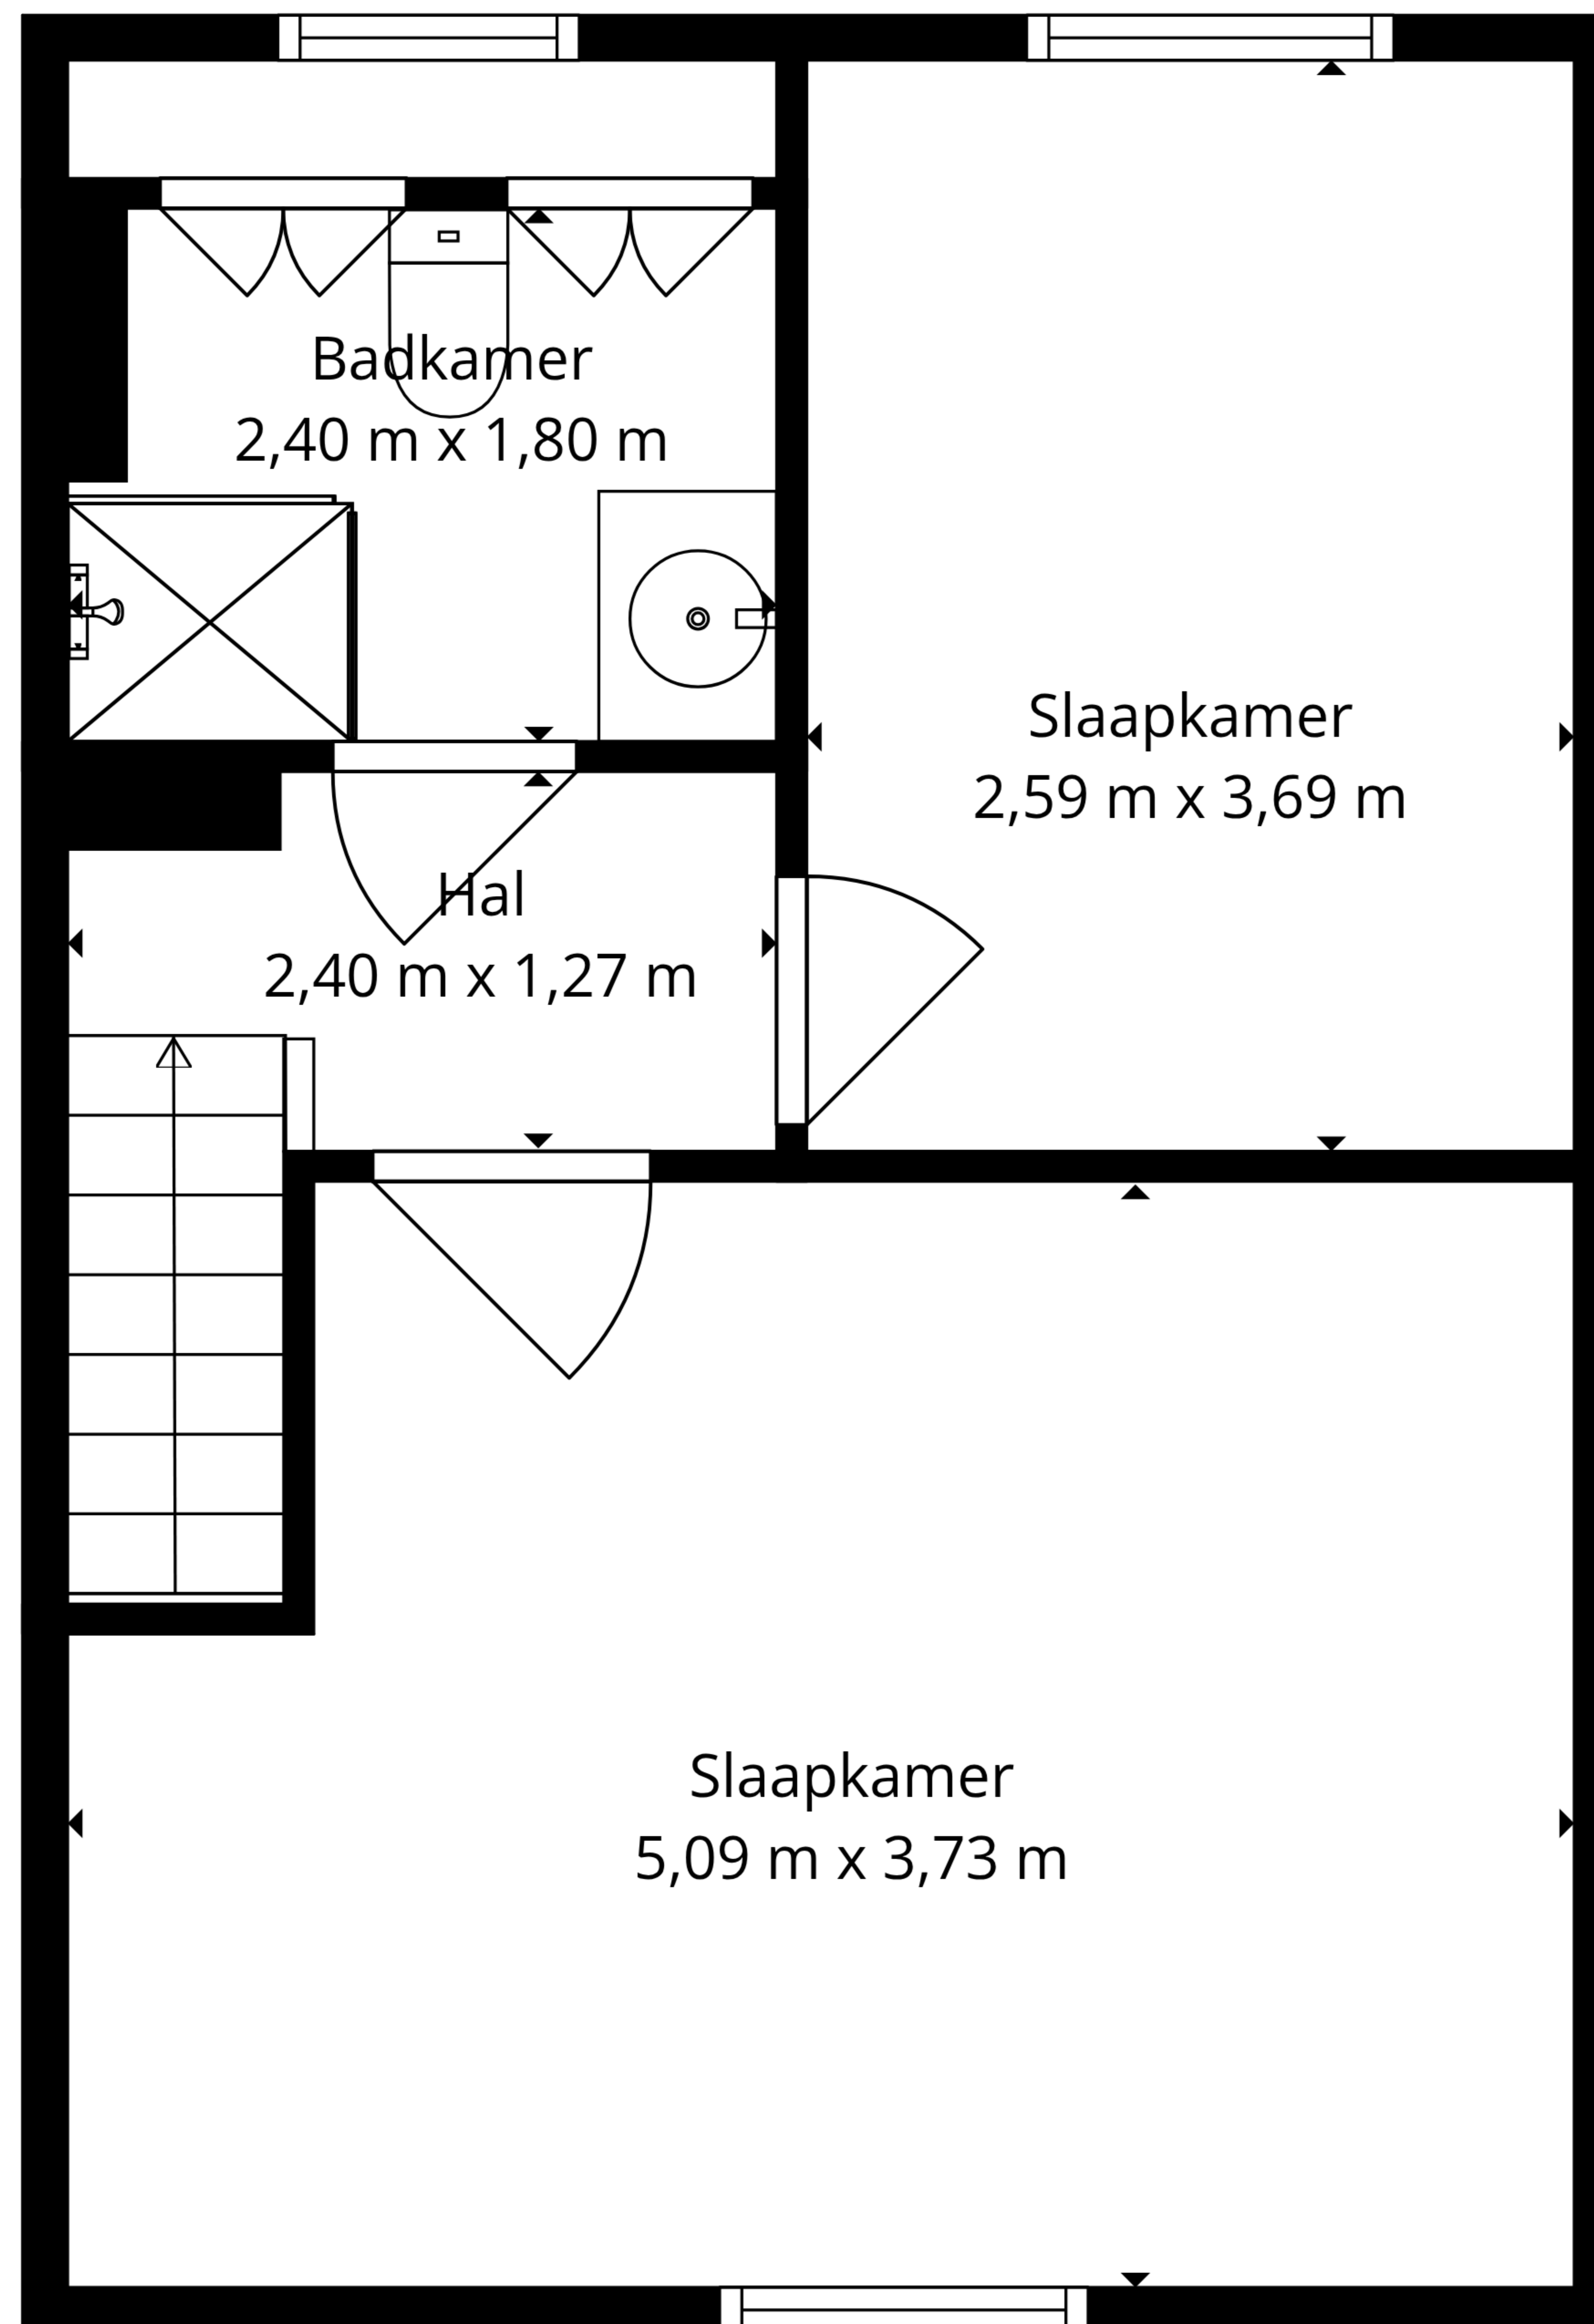 Badkamer
2,40 m x 1,80 m
Slaapkamer
2,59 m x 3,69 m
Hal
2,40 m x 1,27 m
Slaapkamer
5,09 m x 3,73 m